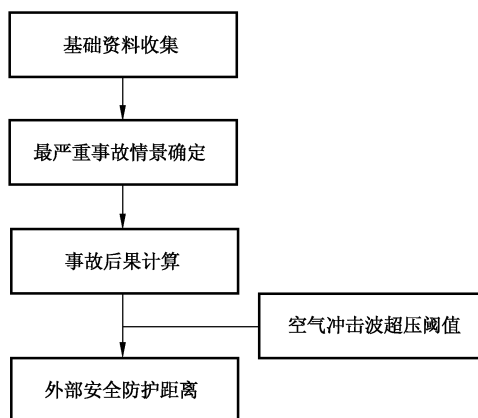 基础资料收集
最严重事故情景确定
事故后果计算
空气冲击波超压阈值
外部安全防护距离